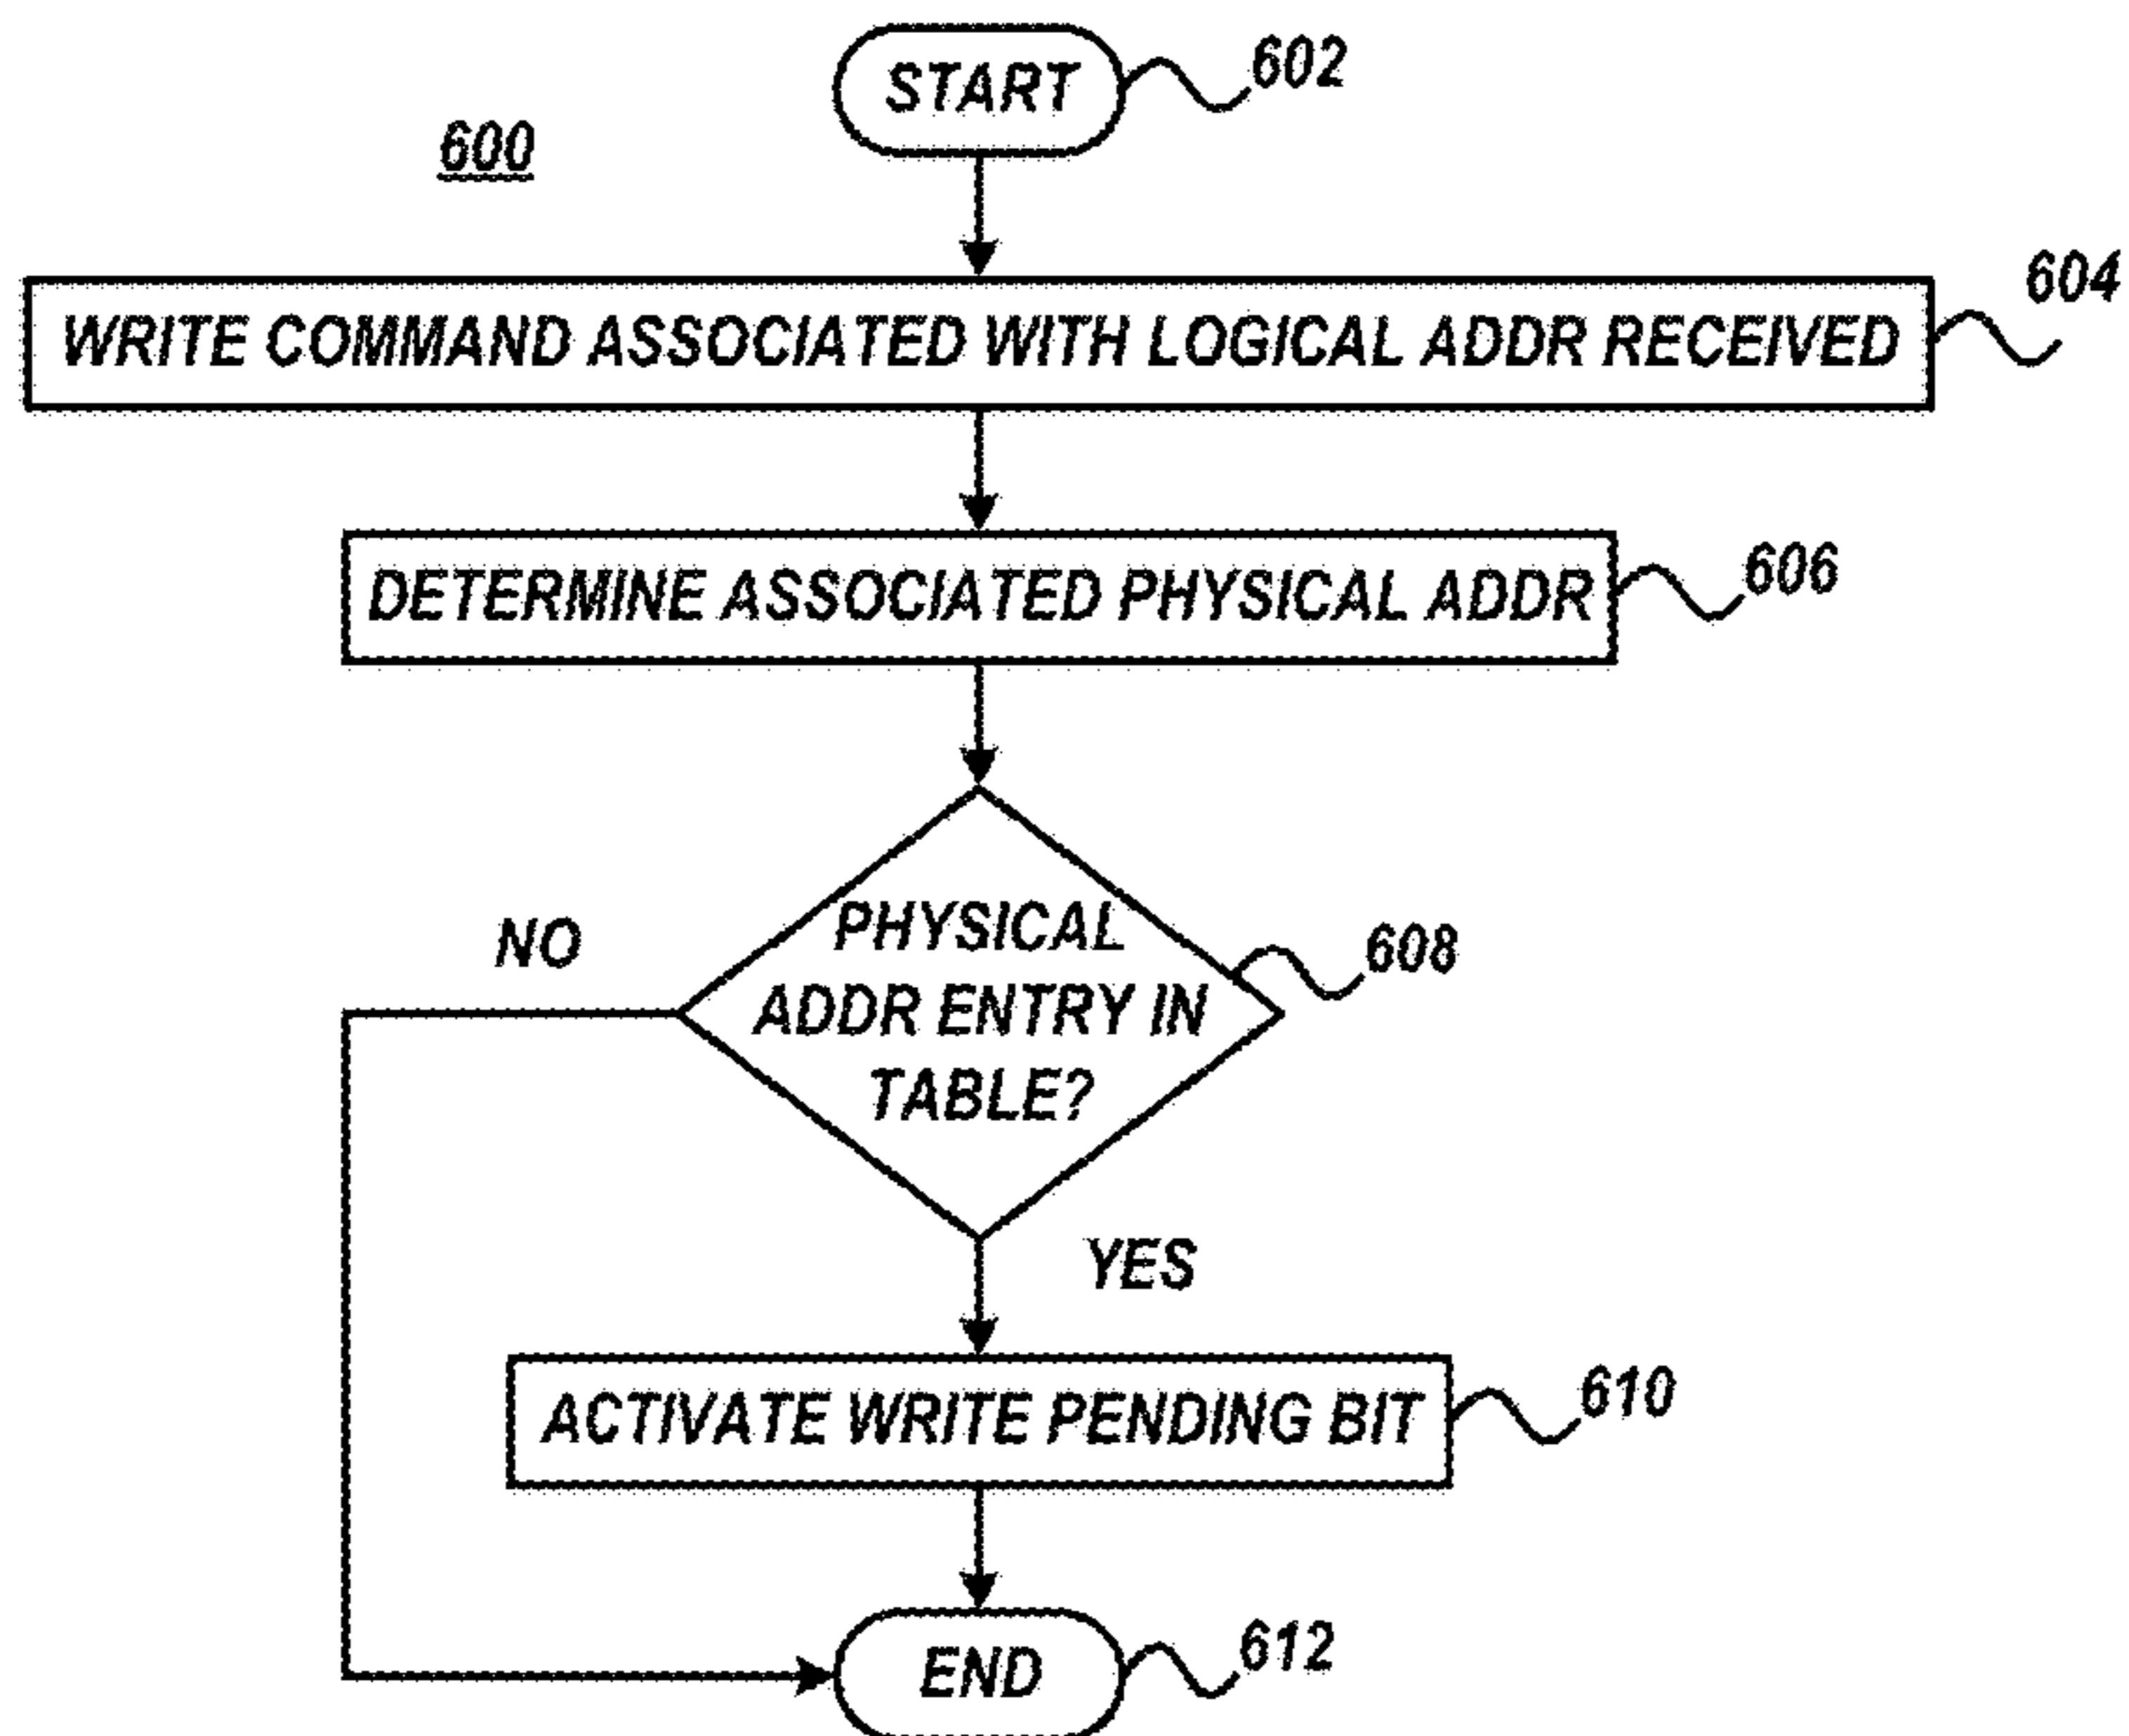 START
602
600
WRITE COMMAND ASSOCIATED WITH LOGICAL ADDR RECEIVED
604
DETERMINE ASSOCIATED PHYSICAL ADDR
606
PHYSICAL
ADDR ENTRY IN
TABLE?
608
NO
YES
ACTIVATE WRITE PENDING BIT
610
END
612